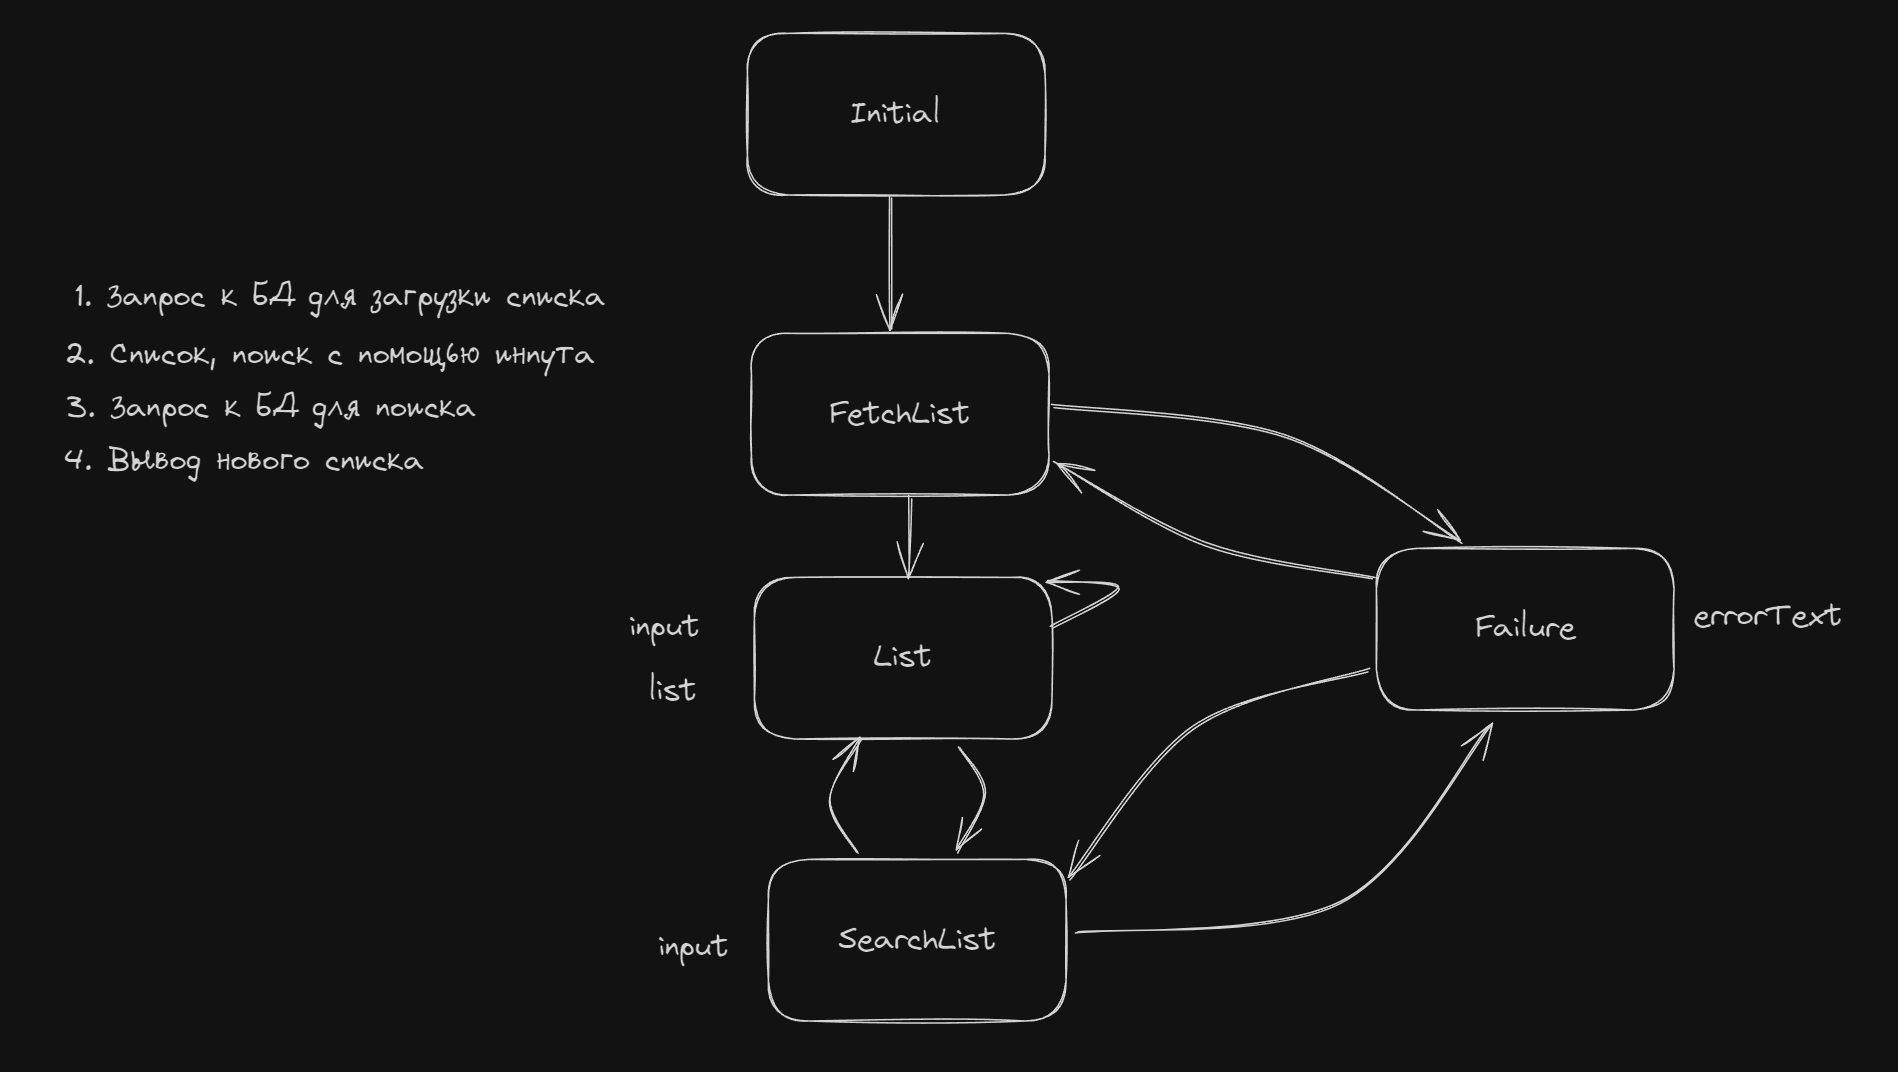 Initial
1. Запрос к БД для загрузки списка
2. Список, поиск с помощью инпута
3. Запрос к БД для поиска
4. Вывод нового списка
FetchList
input
list
List
Failure
errorText
input
SearchList